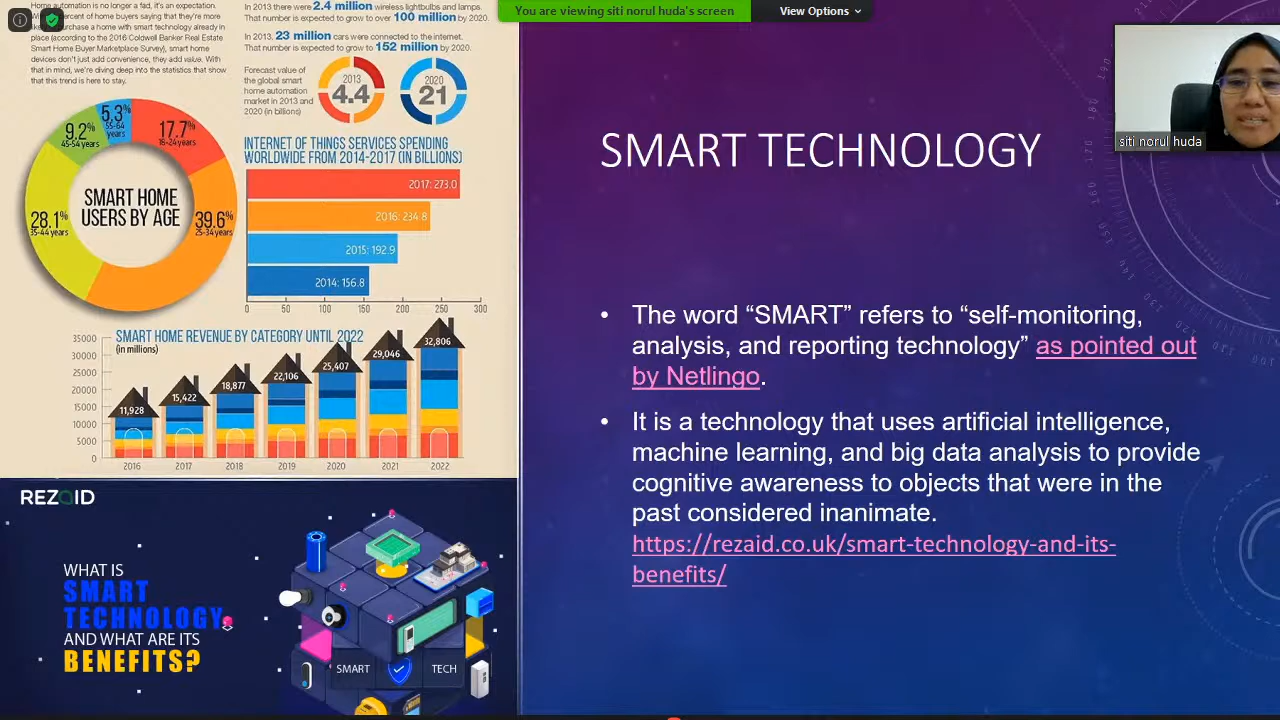 You are viewing siti norul huda's screen
View Options
Home automation is no longer a fad, it's an expectation.
percent of home buyers saying that they're more
purchase a home with smart technology already in
place (according to the 2016 Coldwell Banker Real Estate
Smart Home Buyer Marketplace Survey), smart home
devices don't just add convenience, they add value. With
that in mind, we're diving deep into the statistics that show
that this trend is here to stay.
In 2013 there were 2.4 million wireless lightbulbs and lamps.
That number is expected to grow to over 100 million by 2020.
In 2013, 23 million cars were connected to the internet.
That number is expected to grow to 152 million by 2020.
Forecast value of
the global smart
home automation
market in 2013 and
2020 (in billions)
2013
4.4
2020
21
5.3%
55-64
years
9.2%
45-54 years
17.7%
18-24 years
28.1%
35-44 years
39.6%
25-34 years
SMART HOME
USERS BY AGE
INTERNET OF THINGS SERVICES SPENDING
WORLDWIDE FROM 2014-2017 (IN BILLIONS)
2017: 273.0
2016: 234.8
2015: 192.9
2014: 156.8
0 50 100 150 200 250 300
SMART HOME REVENUE BY CATEGORY UNTIL 2022
(in millions)
35000
30000
25000
20000
15000
10000
5000
0
11,928
15,422
18,877
22,106
25,407
29,046
32,806
2016 2017 2018 2019 2020 2021 2022
REZAID
WHAT IS
SMART
TECHNOLOGY
AND WHAT ARE ITS
BENEFITS?
SMART
TECH
SMART TECHNOLOGY
• The word “SMART” refers to “self-monitoring,
analysis, and reporting technology” as pointed out
by Netlingo.
• It is a technology that uses artificial intelligence,
machine learning, and big data analysis to provide
cognitive awareness to objects that were in the
past considered inanimate.
https://rezaid.co.uk/smart-technology-and-its-
benefits/
siti norul huda